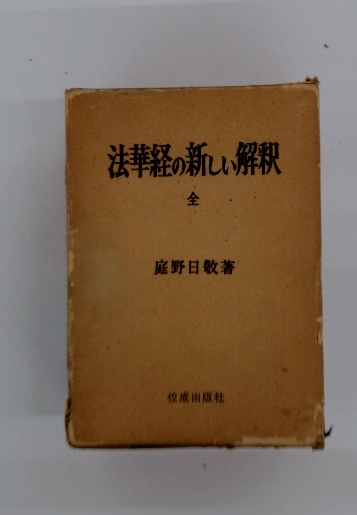 法華経の新しい解釈
全
庭野日敬著
佼成出版社